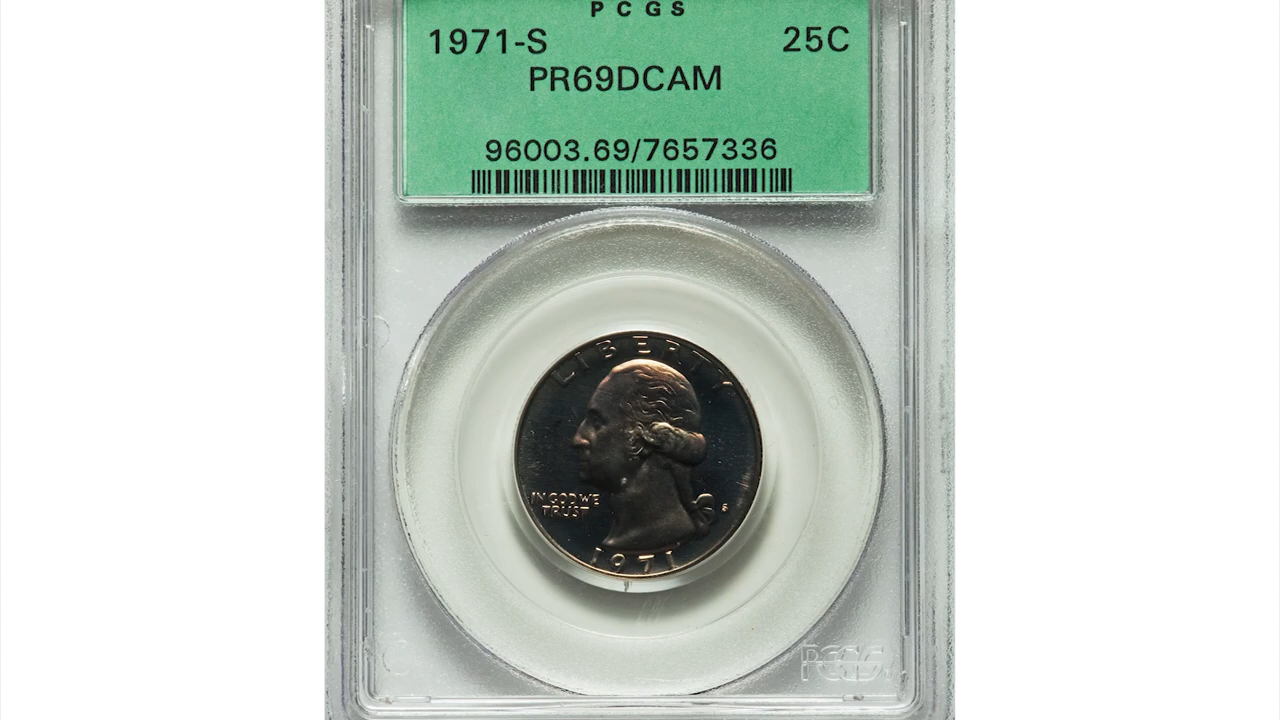 PCGS
1971-S 25C
PR69DCAM
96003.69/7657336
LIBERTY
IN GOD WE
TRUST
S
1971
PCGS